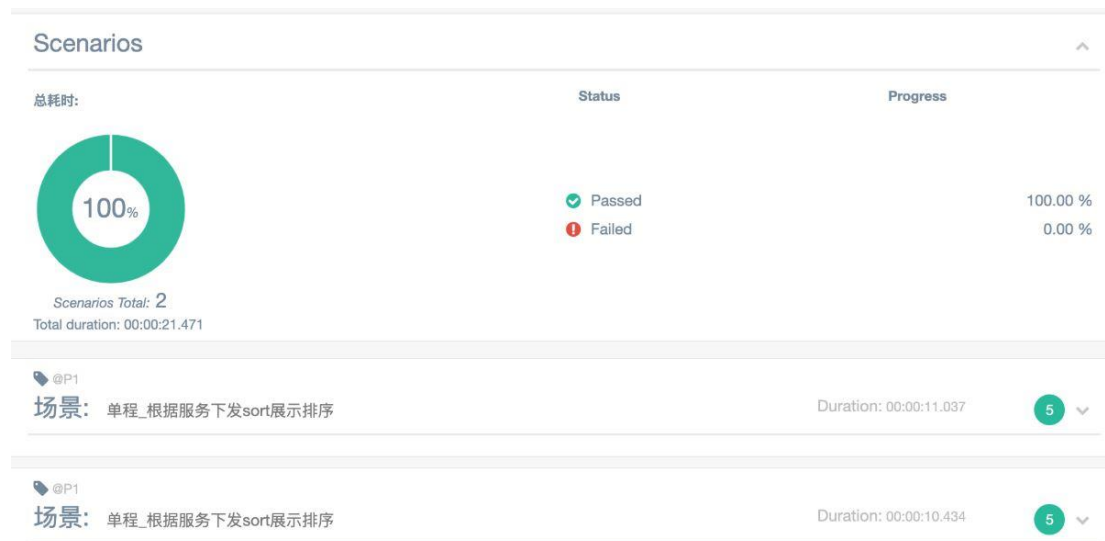 Scenarios
总耗时:
Status
Progress
100%
Passed
100.00 %
Failed
0.00 %
Scenarios Total: 2
Total duration: 00:00:21.471
@P1
场景: 单程_根据服务下发sort展示排序
Duration: 00:00:11.037
5
@P1
场景: 单程_根据服务下发sort展示排序
Duration: 00:00:10.434
5